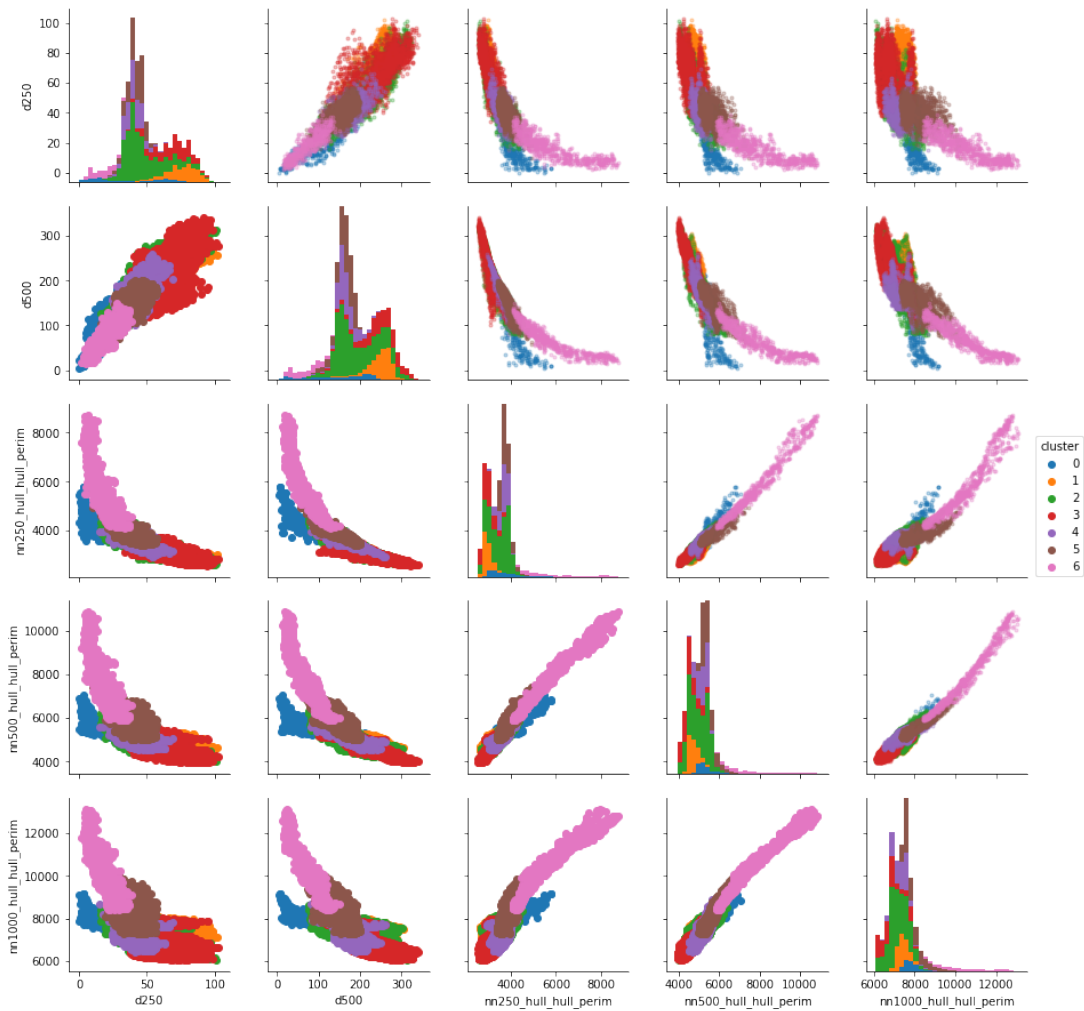 100
80
60
40
20
0
d250
300
200
100
0
d500
8000
6000
4000
nn250_hull_hull_perim
cluster
0
1
2
3
4
5
6
10000
8000
6000
4000
nn500_hull_hull_perim
12000
10000
8000
6000
nn1000_hull_hull_perim
0 50 100
0 100 200 300
4000 6000 8000
4000 6000 8000 10000
6000 8000 10000 12000
d250
d500
nn250_hull_hull_perim
nn500_hull_hull_perim
nn1000_hull_hull_perim